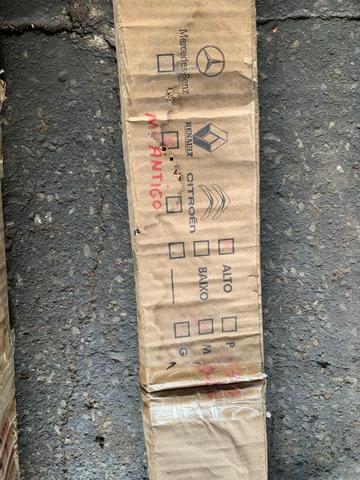 Mercedes-Benz
RENAULT
M. ANTIGO
CITROËN
ALTO
BAIXO
P
M
G